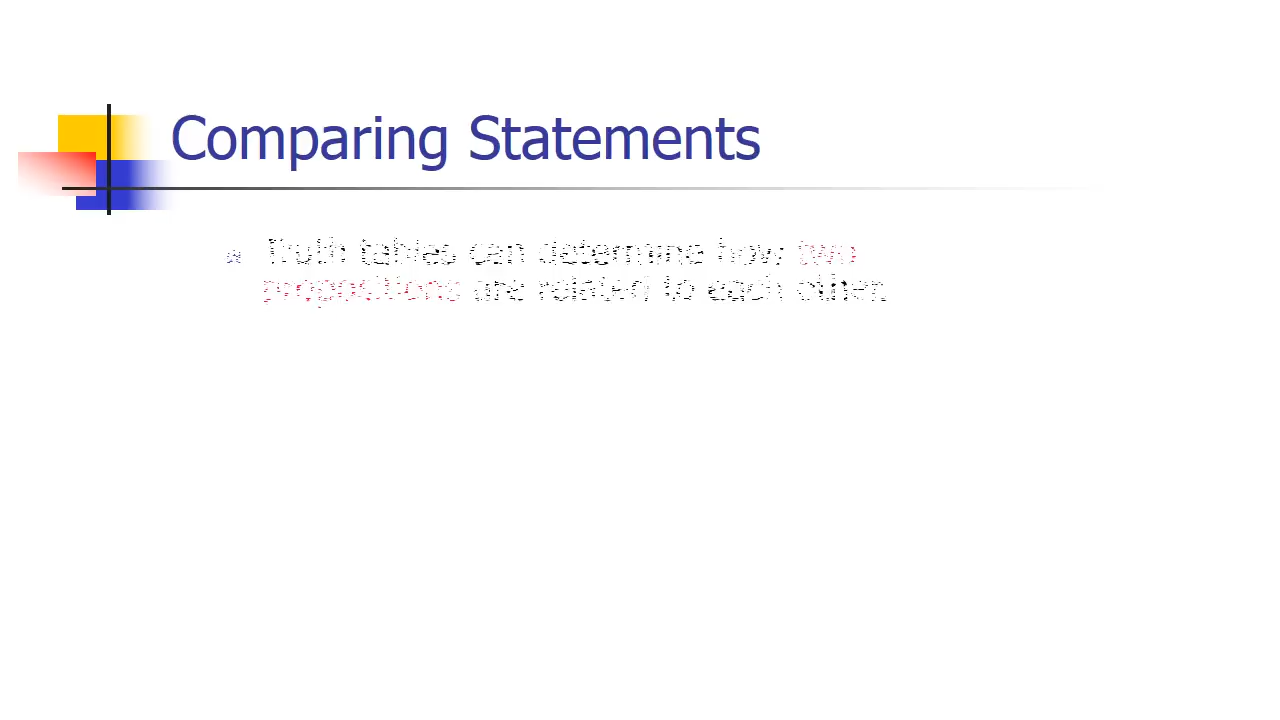 Comparing Statements
Truth tables can determine how two
propositions are related to each other.